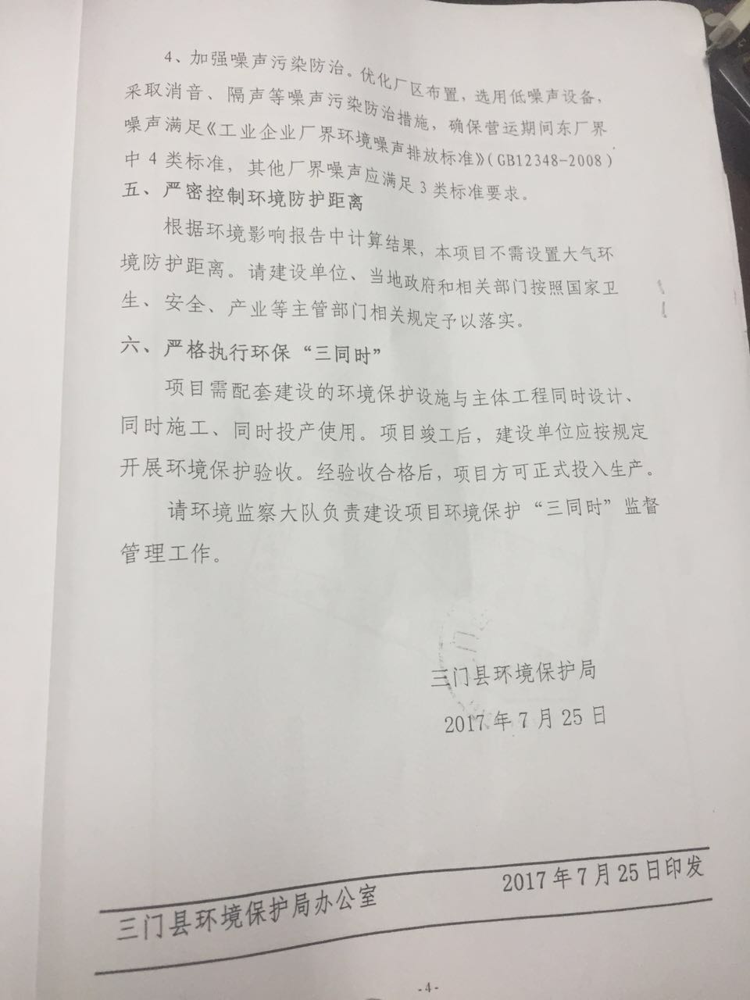 4、加强噪声污染防治。优化厂区布置，选用低噪声设备，
采取消音、隔声等噪声污染防治措施，确保营运期间东厂界
噪声满足《工业企业厂界环境噪声排放标准》（GB12348-2008）
中4类标准，其他厂界噪声应满足3类标准要求。
五、严密控制环境防护距离
根据环境影响报告中计算结果，本项目不需设置大气环
境防护距离。请建设单位、当地政府和相关部门按照国家卫
生、安全、产业等主管部门相关规定予以落实。
六、严格执行环保“三同时”
项目需配套建设的环境保护设施与主体工程同时设计、
同时施工、同时投产使用。项目竣工后，建设单位应按规定
开展环境保护验收。经验收合格后，项目方可正式投入生产。
请环境监察大队负责建设项目环境保护“三同时”监督
管理工作。
三门县环境保护局
2017年7月25日
三门县环境保护局办公室 2017年7月25日印发
-4-